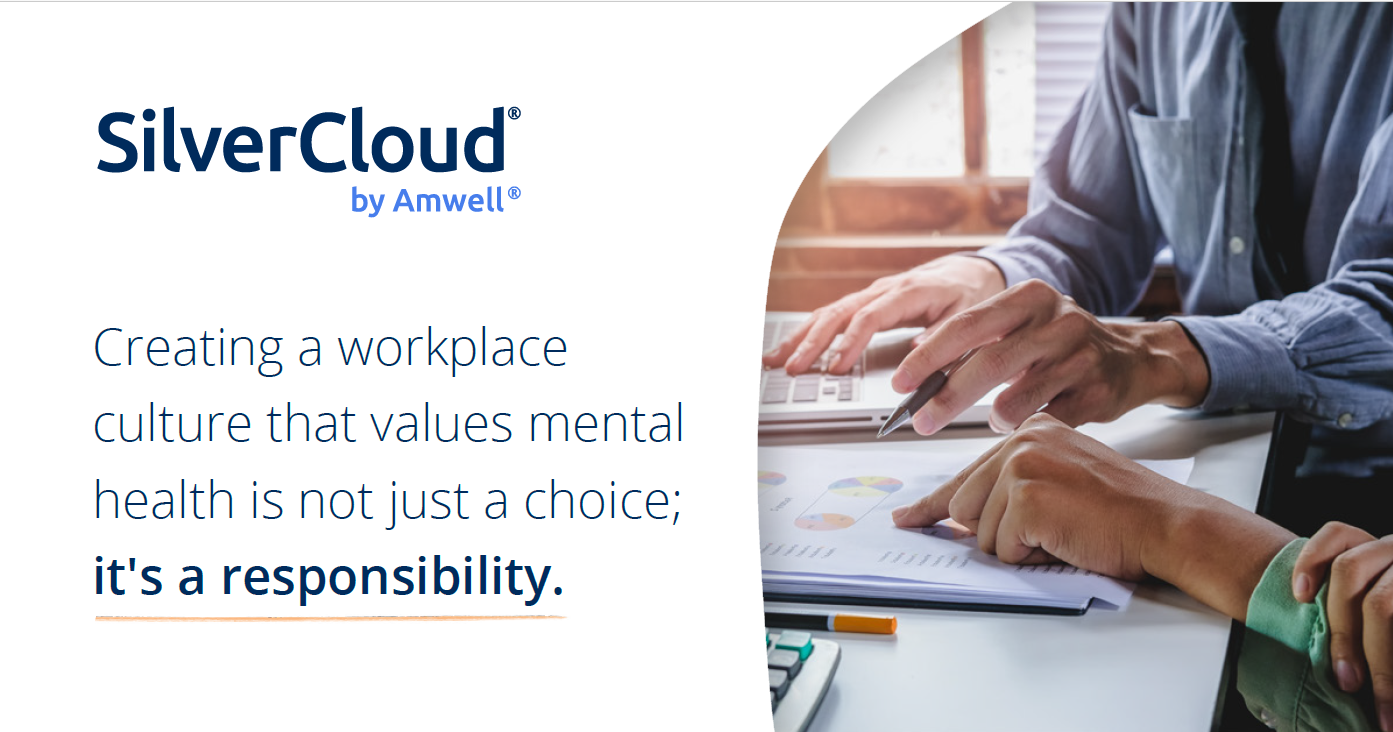 SilverCloud®
by Amwell®
Creating a workplace
culture that values mental
health is not just a choice;
it's a responsibility.